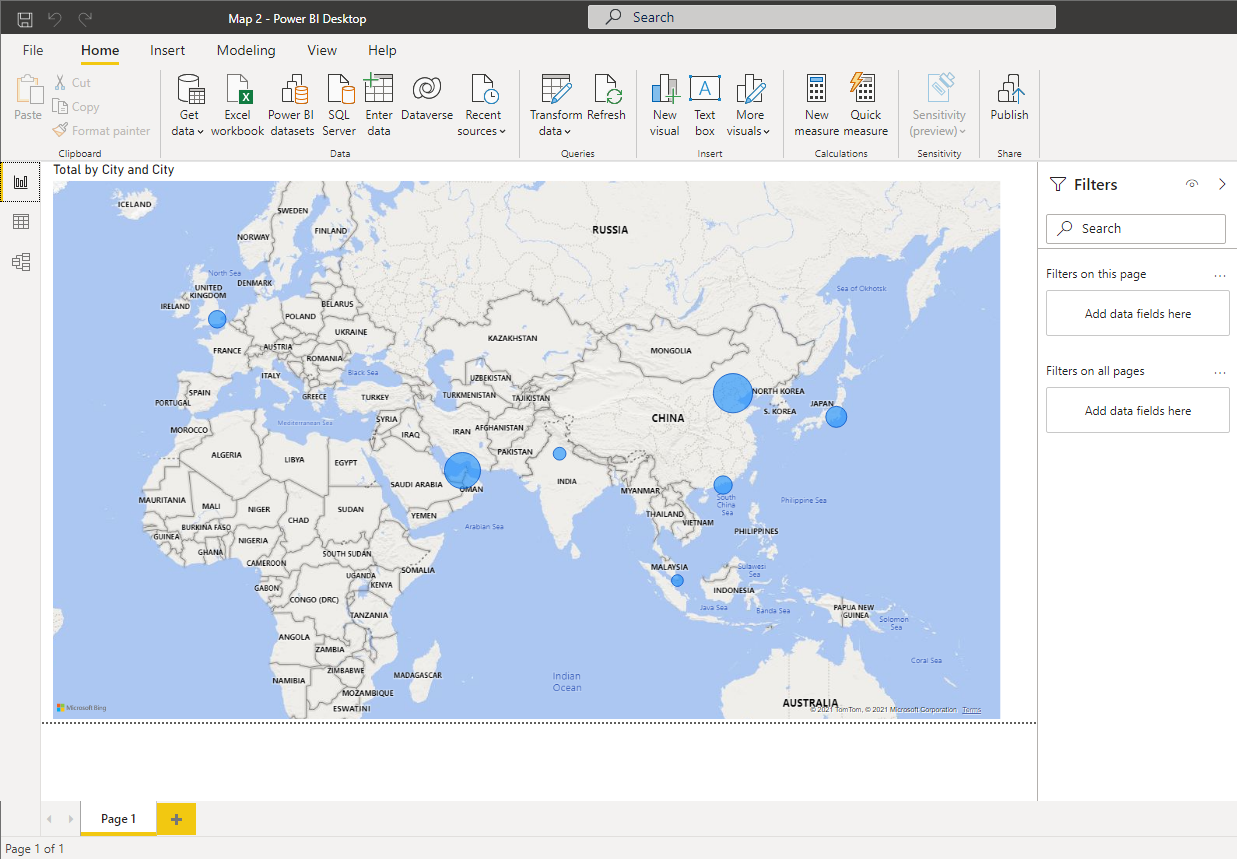 Map 2 - Power BI Desktop
Search
File Home Insert Modeling View Help
Paste
Cut
Copy
Format painter
Clipboard
Get data
Excel workbook
Power BI datasets
SQL Server
Enter data
Dataverse
Recent sources
Data
Transform data
Refresh
Queries
New visual
Text box
More visuals
Insert
New measure
Quick measure
Calculations
Sensitivity (preview)
Sensitivity
Publish
Share
Total by City and City
ICELAND
SWEDEN
NORWAY
FINLAND
RUSSIA
North Sea
UNITED KINGDOM
DENMARK
IRELAND
BELARUS
POLAND
Sea of Okhotsk
UKRAINE
FRANCE
AUSTRIA
ROMANIA
KAZAKHSTAN
MONGOLIA
ITALY
Black Sea
UZBEKISTAN
SPAIN
GREECE
TURKEY
TURKMENISTAN
TAJIKISTAN
NORTH KOREA
PORTUGAL
Mediterranean Sea
SYRIA
CHINA
S. KOREA
JAPAN
MOROCCO
IRAQ
IRAN
AFGHANISTAN
ALGERIA
LIBYA
EGYPT
PAKISTAN
SAUDI ARABIA
OMAN
INDIA
MYANMAR
MAURITANIA
MALI
NIGER
SUDAN
YEMEN
South China Sea
Philippine Sea
CHAD
THAILAND
VIETNAM
BURKINA FASO
GUINEA
NIGERIA
Arabian Sea
PHILIPPINES
GHANA
CAMEROON
SOUTH SUDAN
SOMALIA
MALAYSIA
Sulawesi Sea
GABON
UGANDA
KENYA
INDONESIA
CONGO (DRC)
TANZANIA
Java Sea
Banda Sea
PAPUA NEW GUINEA
Solomon Sea
ANGOLA
ZAMBIA
Coral Sea
NAMIBIA
ZIMBABWE
MADAGASCAR
Indian Ocean
MOZAMBIQUE
ESWATINI
AUSTRALIA
Microsoft Bing
© 2021 TomTom, © 2021 Microsoft Corporation Terms
Filters
Search
Filters on this page
...
Add data fields here
Filters on all pages
...
Add data fields here
Page 1
+
Page 1 of 1